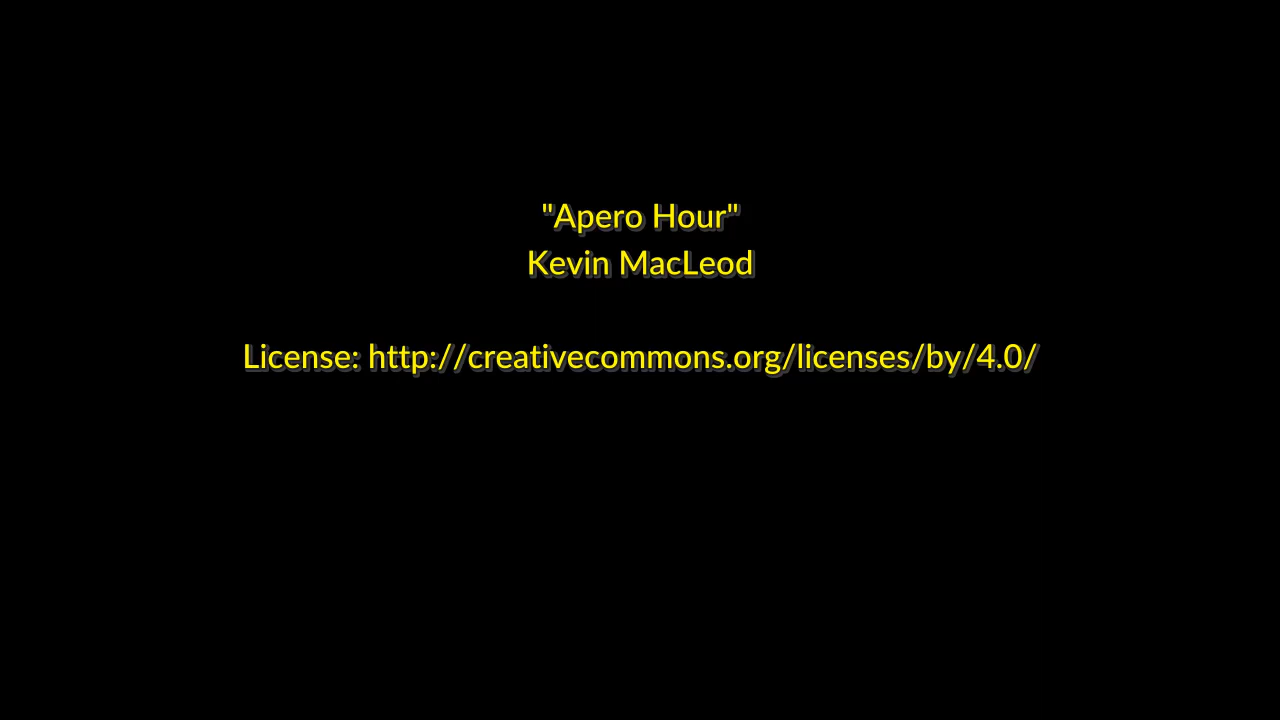 "Apero Hour"
Kevin MacLeod
License: http://creativecommons.org/licenses/by/4.0/